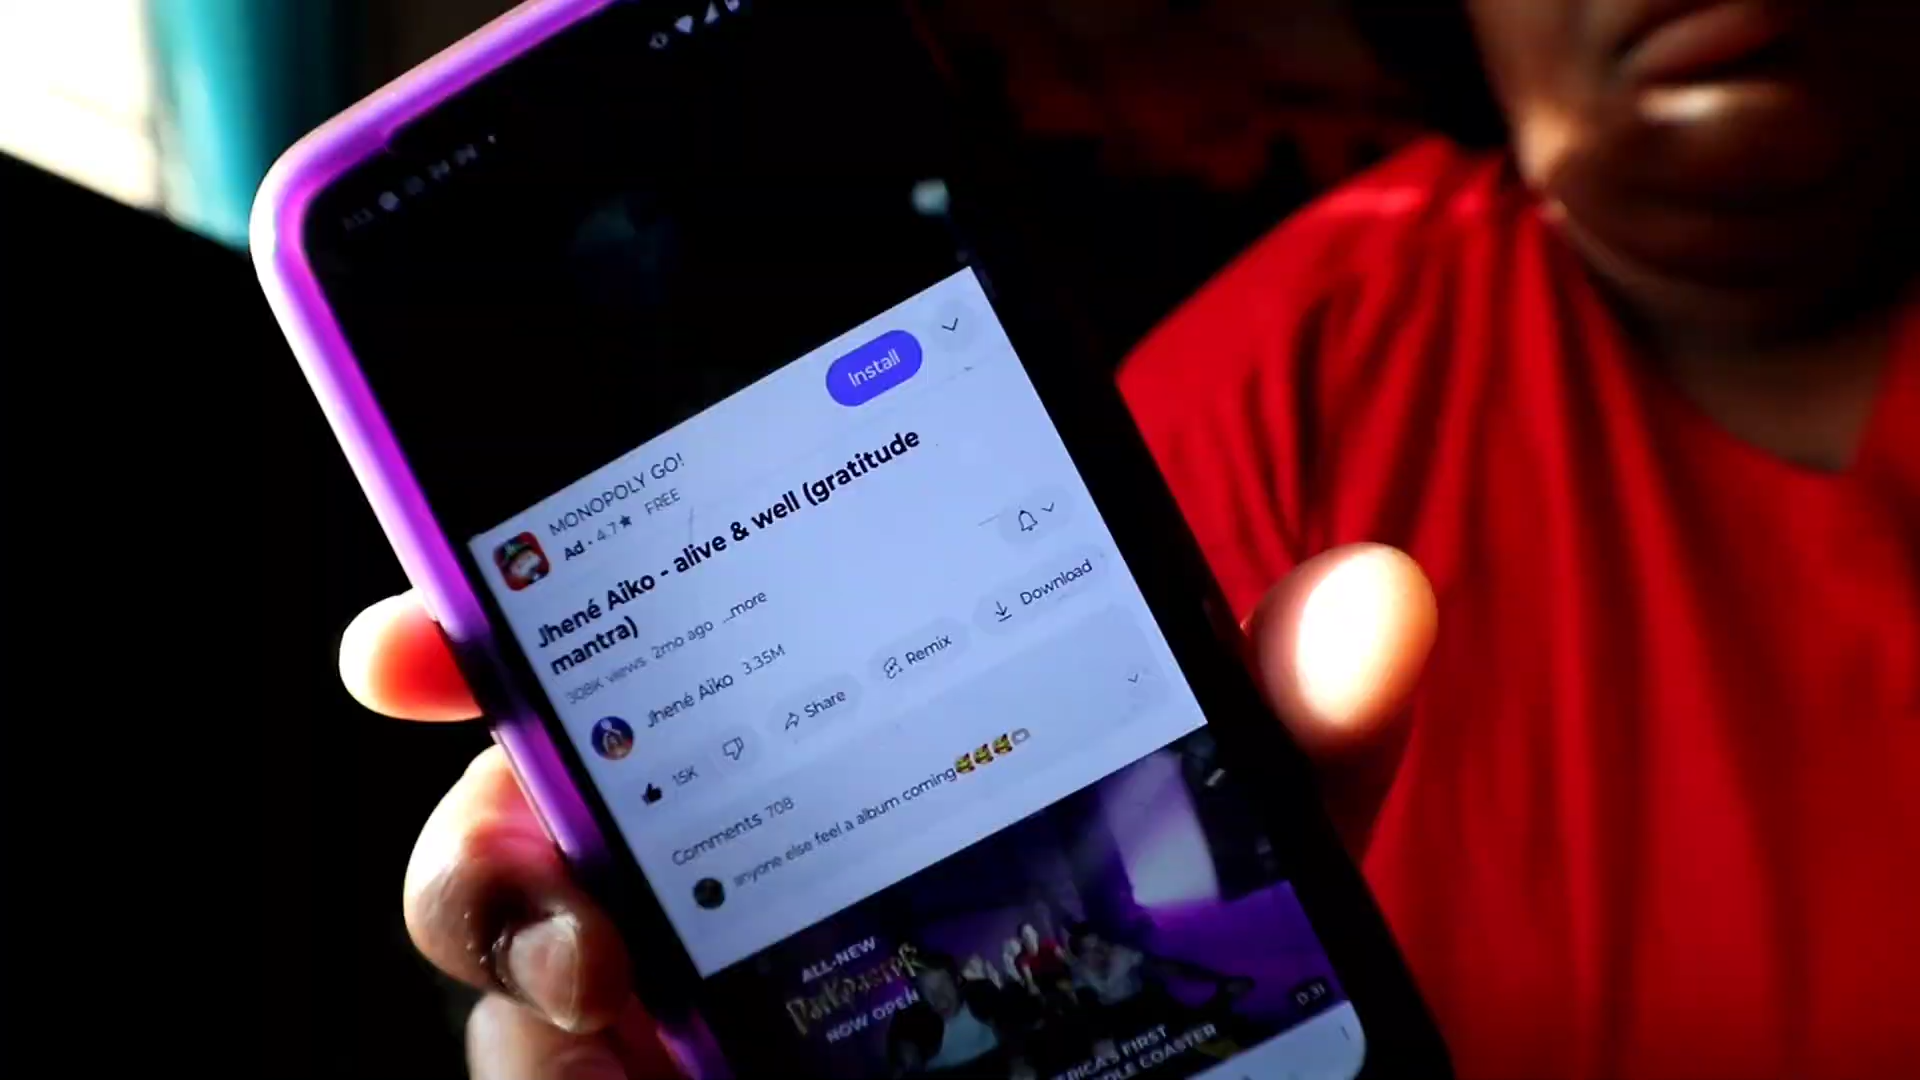 Install
MONOPOLY GO!
Ad • 4.7★ FREE
Jhené Aiko - alive & well (gratitude
mantra)
308K views 2mo ago ...more
Jhené Aiko 3.35M
15K
Share
Remix
Download
Comments 708
anyone else feel a album coming🥰🥰🥰
ALL-NEW
DarKoaster
NOW OPEN
COASTER
0:31